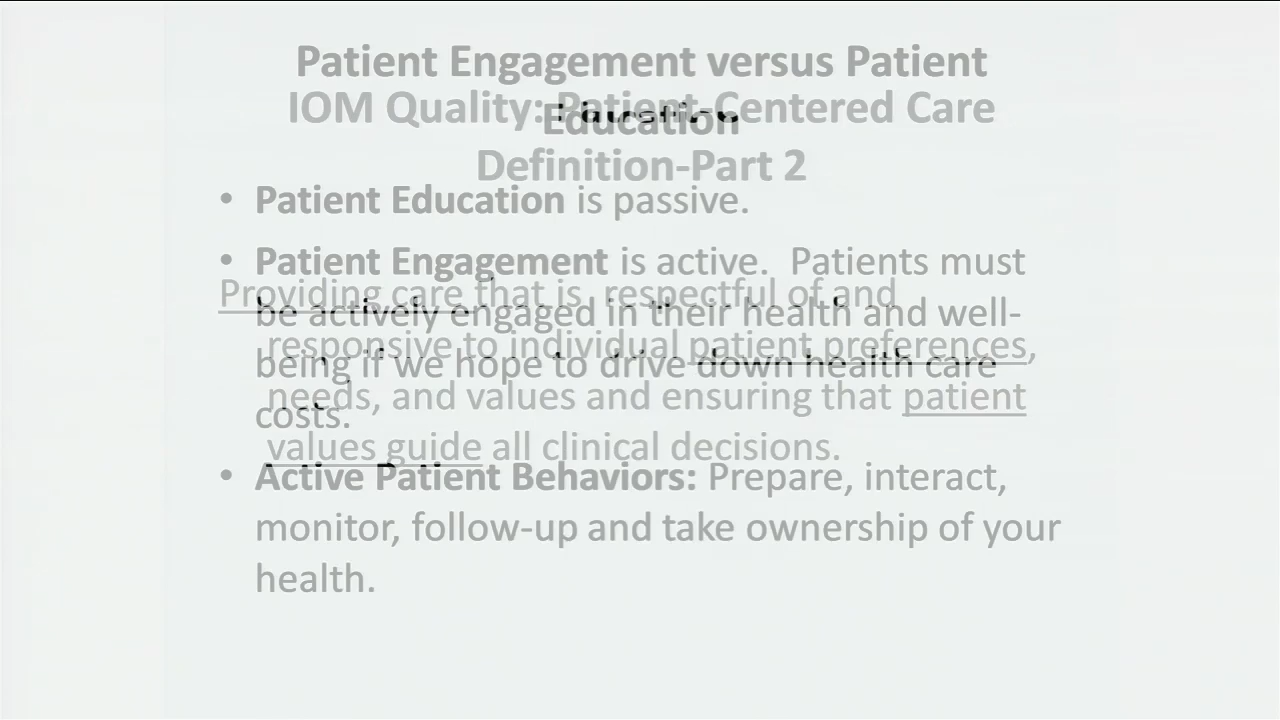 Patient Engagement versus Patient
Education
• Patient Education is passive.
• Patient Engagement is active.  Patients must
be actively engaged in their health and well-
being if we hope to drive down health care
costs.
• Active Patient Behaviors: Prepare, interact,
monitor, follow-up and take ownership of your
health.
IOM Quality: Patient-Centered Care
Definition-Part 2
Providing care that is, respectful of and
responsive to individual patient preferences,
needs, and values and ensuring that patient
values guide all clinical decisions.